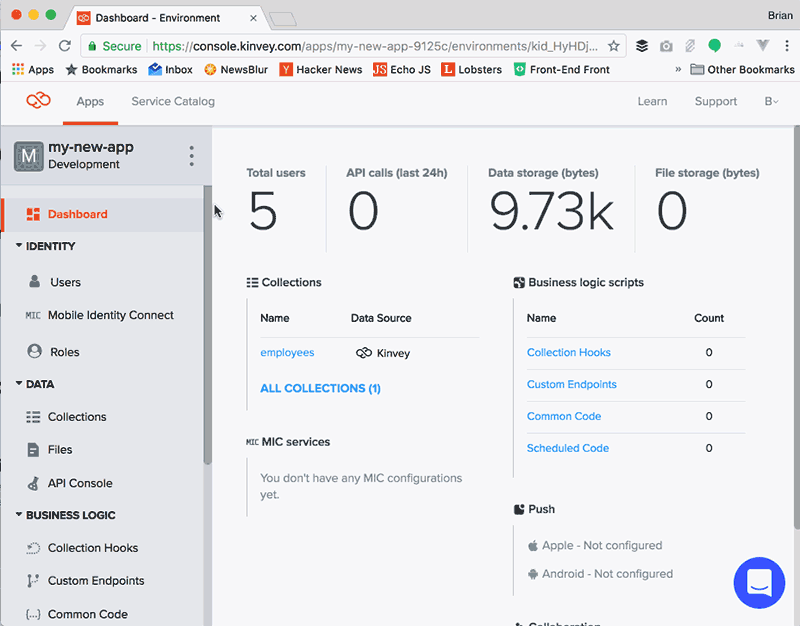 Dashboard - Environment
Brian
Secure
https://console.kinvey.com/apps/my-new-app-9125c/environments/kid_HyHDj...
Apps
Bookmarks
Inbox
NewsBlur
Hacker News
Echo JS
Lobsters
Front-End Front
» Other Bookmarks
Apps
Service Catalog
Learn
Support
B
M
my-new-app
Development
Dashboard
IDENTITY
Users
MIC Mobile Identity Connect
Roles
DATA
Collections
Files
API Console
BUSINESS LOGIC
Collection Hooks
Custom Endpoints
{...} Common Code
Total users
5
API calls (last 24h)
0
Data storage (bytes)
9.73k
File storage (bytes)
0
Collections
Name Data Source
employees Kinvey
ALL COLLECTIONS (1)
MIC MIC services
You don't have any MIC configurations
yet.
Business logic scripts
Name Count
Collection Hooks 0
Custom Endpoints 0
Common Code 0
Scheduled Code 0
Push
Apple - Not configured
Android - Not configured